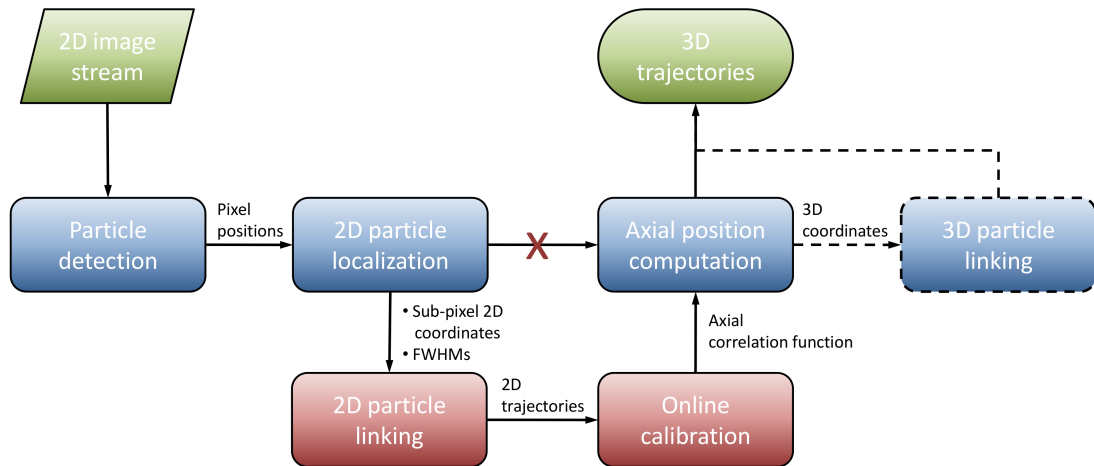 2D image
stream
3D
trajectories
Particle
detection
Pixel
positions
2D particle
localization
X
Axial position
computation
3D
coordinates
3D particle
linking
• Sub-pixel 2D
coordinates
• FWHMs
Axial
correlation function
2D particle
linking
2D
trajectories
Online
calibration